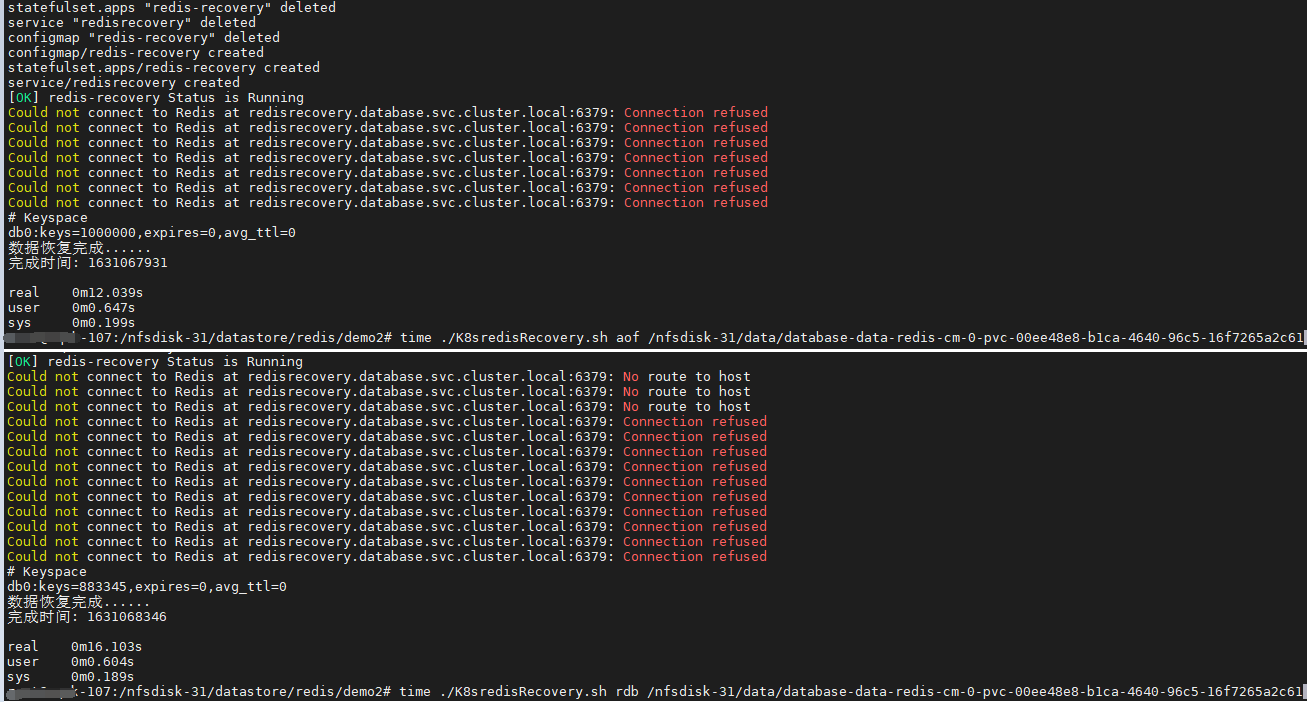 statefulset.apps "redis-recovery" deleted
service "redisrecovery" deleted
configmap "redis-recovery" deleted
configmap/redis-recovery created
statefulset.apps/redis-recovery created
service/redisrecovery created
[OK] redis-recovery Status is Running
Could not connect to Redis at redisrecovery.database.svc.cluster.local:6379: Connection refused
Could not connect to Redis at redisrecovery.database.svc.cluster.local:6379: Connection refused
Could not connect to Redis at redisrecovery.database.svc.cluster.local:6379: Connection refused
Could not connect to Redis at redisrecovery.database.svc.cluster.local:6379: Connection refused
Could not connect to Redis at redisrecovery.database.svc.cluster.local:6379: Connection refused
Could not connect to Redis at redisrecovery.database.svc.cluster.local:6379: Connection refused
Could not connect to Redis at redisrecovery.database.svc.cluster.local:6379: Connection refused
# Keyspace
db0:keys=1000000,expires=0,avg_ttl=0
数据恢复完成......
完成时间: 1631067931
real 0m12.039s
user 0m0.647s
sys 0m0.199s
-107:/nfsdisk-31/datastore/redis/demo2# time ./K8sredisRecovery.sh aof /nfsdisk-31/data/database-data-redis-cm-0-pvc-00ee48e8-b1ca-4640-96c5-16f7265a2c61
[OK] redis-recovery Status is Running
Could not connect to Redis at redisrecovery.database.svc.cluster.local:6379: No route to host
Could not connect to Redis at redisrecovery.database.svc.cluster.local:6379: No route to host
Could not connect to Redis at redisrecovery.database.svc.cluster.local:6379: No route to host
Could not connect to Redis at redisrecovery.database.svc.cluster.local:6379: Connection refused
Could not connect to Redis at redisrecovery.database.svc.cluster.local:6379: Connection refused
Could not connect to Redis at redisrecovery.database.svc.cluster.local:6379: Connection refused
Could not connect to Redis at redisrecovery.database.svc.cluster.local:6379: Connection refused
Could not connect to Redis at redisrecovery.database.svc.cluster.local:6379: Connection refused
Could not connect to Redis at redisrecovery.database.svc.cluster.local:6379: Connection refused
Could not connect to Redis at redisrecovery.database.svc.cluster.local:6379: Connection refused
Could not connect to Redis at redisrecovery.database.svc.cluster.local:6379: Connection refused
Could not connect to Redis at redisrecovery.database.svc.cluster.local:6379: Connection refused
Could not connect to Redis at redisrecovery.database.svc.cluster.local:6379: Connection refused
# Keyspace
db0:keys=883345,expires=0,avg_ttl=0
数据恢复完成......
完成时间: 1631068346
real 0m16.103s
user 0m0.604s
sys 0m0.189s
k-107:/nfsdisk-31/datastore/redis/demo2# time ./K8sredisRecovery.sh rdb /nfsdisk-31/data/database-data-redis-cm-0-pvc-00ee48e8-b1ca-4640-96c5-16f7265a2c61